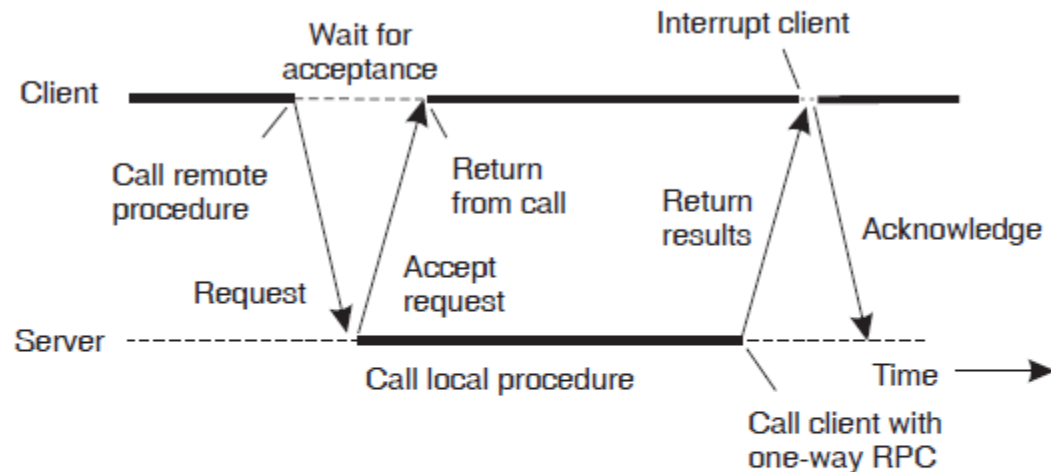 Interrupt client
Wait for
acceptance
Client
Call remote
procedure
Return
from call
Return
results
Acknowledge
Request
Accept
request
Server
Call local procedure
Time
Call client with
one-way RPC